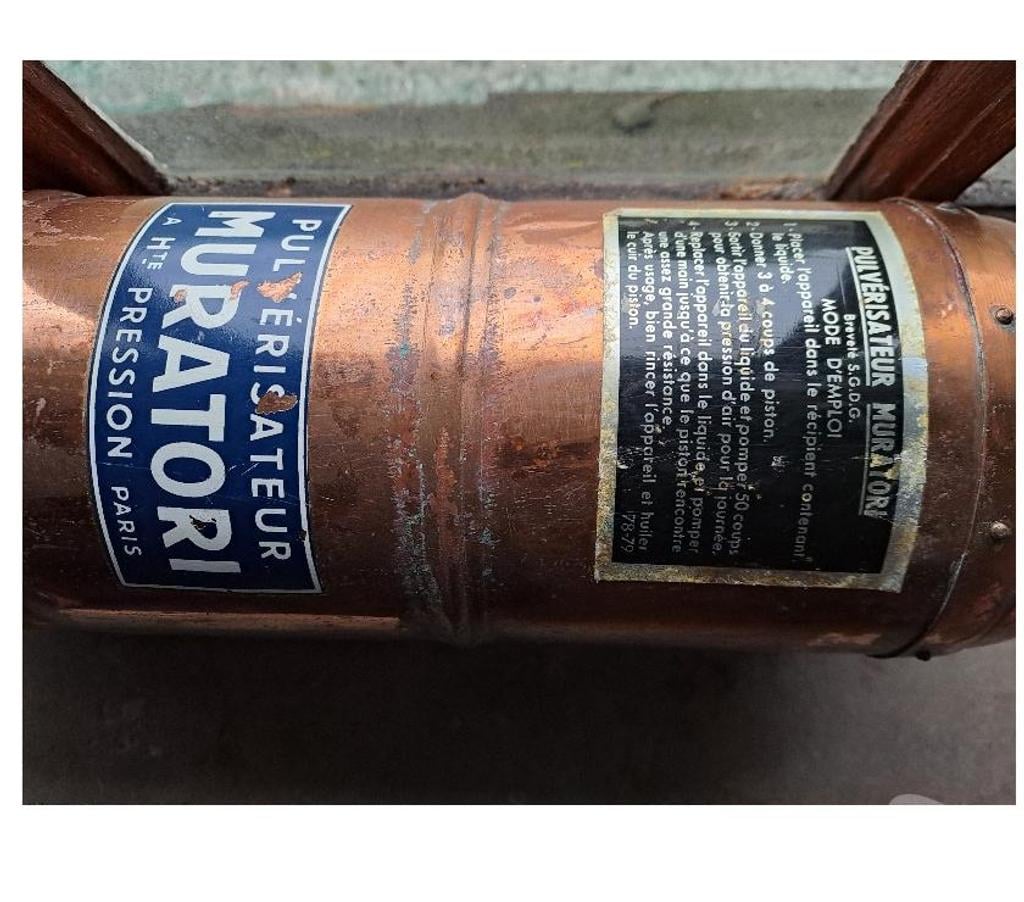 PULVÉRISATEUR
MURATORI
A HTE PRESSION PARIS
PULVÉRISATEUR MURATORI
Breveté S.G.D.G.
MODE D'EMPLOI
1- Placer l'appareil dans le récipient contenant
le liquide.
2- Donner 3 à 4 coups de piston.
3- Sortir l'appareil du liquide et pomper 50 coups
pour obtenir la pression d'air pour la journée.
4- Replacer l'appareil dans le liquide et pomper
d'une main jusqu'à ce que le piston rencontre
une assez grande résistance.
Après usage, bien rincer l'appareil et huiler
le cuir du piston.
178-79